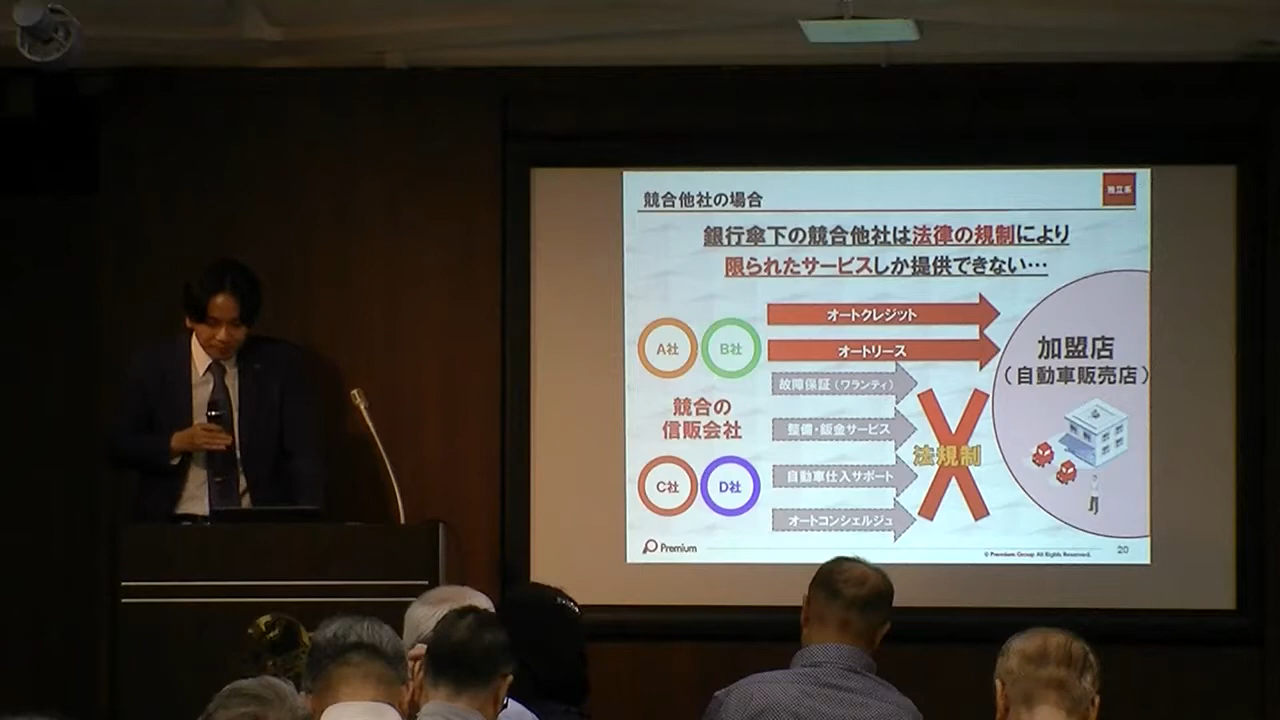 競合他社の場合
独立系
銀行傘下の競合他社は法律の規制により
限られたサービスしか提供できない…
オートクレジット
A社
B社
オートリース
加盟店
(自動車販売店)
故障保証(ワランティ)
競合の
信販会社
整備・鈑金サービス
法規制
C社
D社
自動車仕入サポート
オートコンシェルジュ
Premium
© Premium Group All Rights Reserved.
20